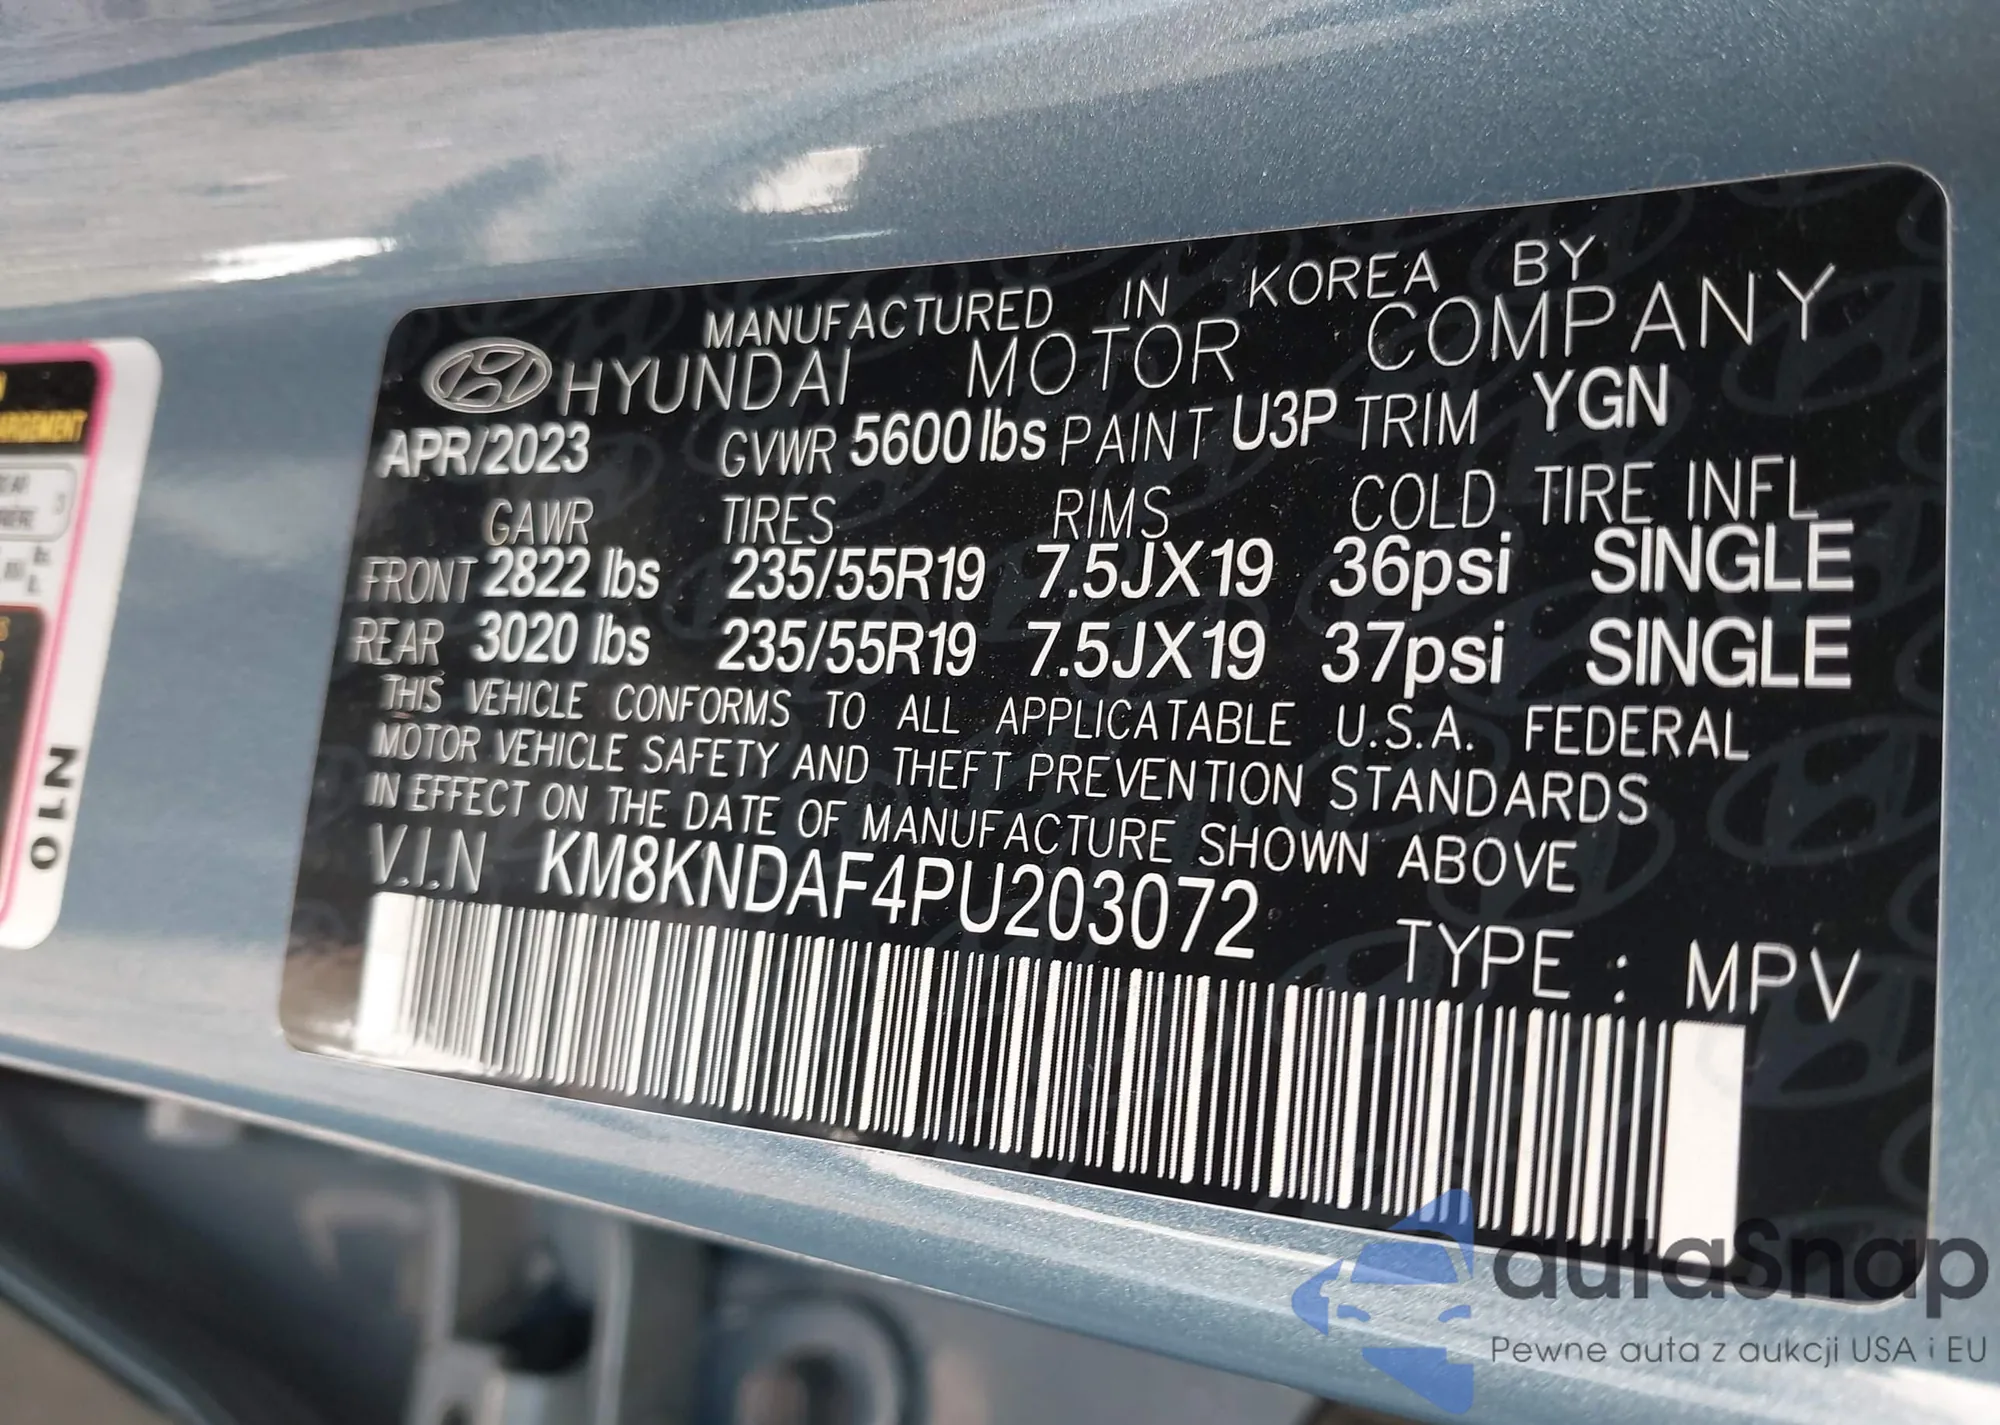 MANUFACTURED IN KOREA BY
HYUNDAI MOTOR COMPANY
APR/2023 GVWR 5600 lbs PAINT U3P TRIM YGN
GAWR TIRES RIMS COLD TIRE INFL
FRONT 2822 lbs 235/55R19 7.5JX19 36psi SINGLE
REAR 3020 lbs 235/55R19 7.5JX19 37psi SINGLE
THIS VEHICLE CONFORMS TO ALL APPLICATABLE U.S.A. FEDERAL
MOTOR VEHICLE SAFETY AND THEFT PREVENTION STANDARDS
IN EFFECT ON THE DATE OF MANUFACTURE SHOWN ABOVE
V.I.N KM8KNDAF4PU203072
TYPE : MPV
N10
autaSnap
Pewne auta z aukcji USA i EU